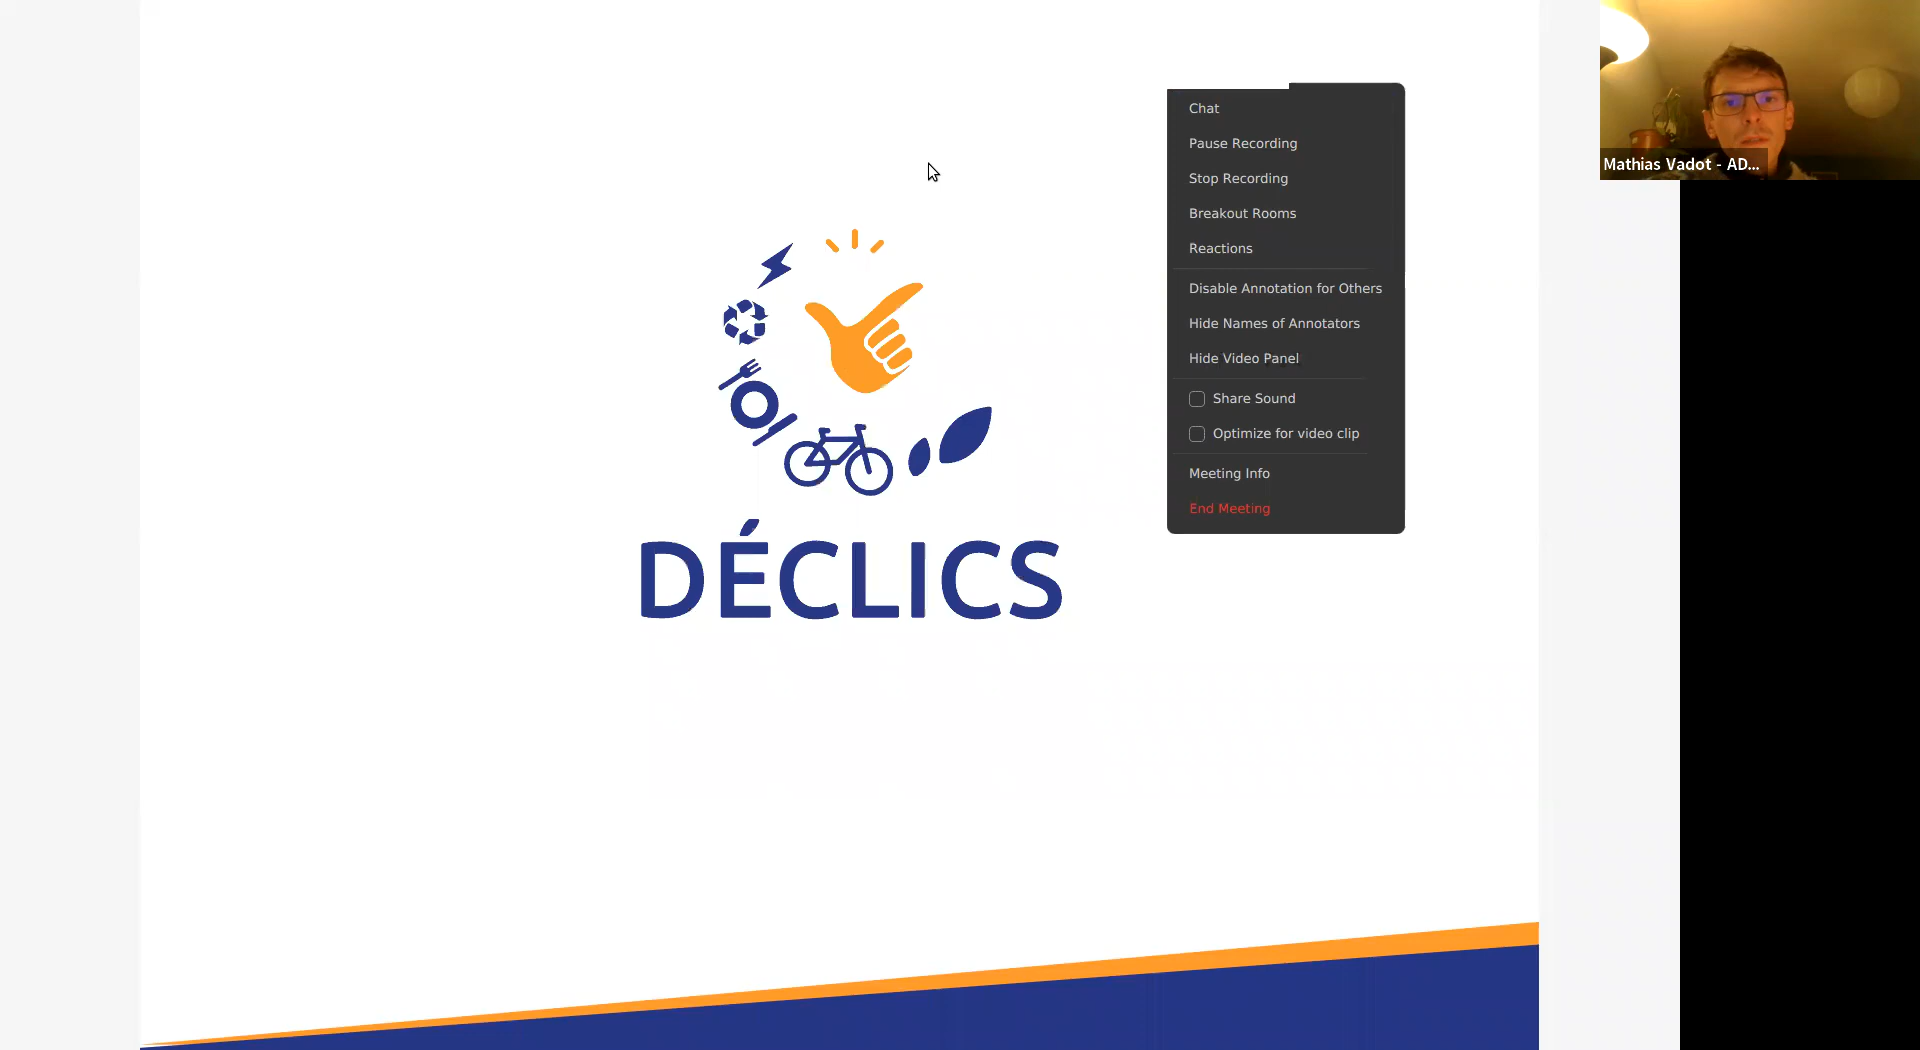 Chat
Pause Recording
Stop Recording
Breakout Rooms
Reactions
Disable Annotation for Others
Hide Names of Annotators
Hide Video Panel
Share Sound
Optimize for video clip
Meeting Info
End Meeting
Mathias Vadot - AD...
DÉCLICS